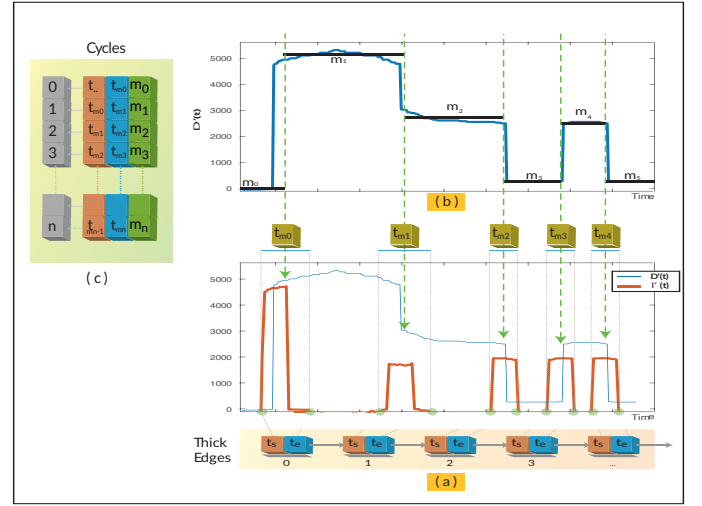 Cycles
0 t.. tm0 m0
1 tm0 tm1 m1
2 tm1 tm2 m2
3 tm2 tm3 m3
n tmn-1 tmn mn
( c )
D'(t)
5000
4000
3000
2000
1000
0
m0
m1
m2
m3
m4
m5
Time
( b )
tm0 tm1 tm2 tm3 tm4
D'(t)
I' (t)
5000
4000
3000
2000
1000
0
Time
Thick
Edges
ts te ts te ts te ts te ts te
0 1 2 3 ...
( a )